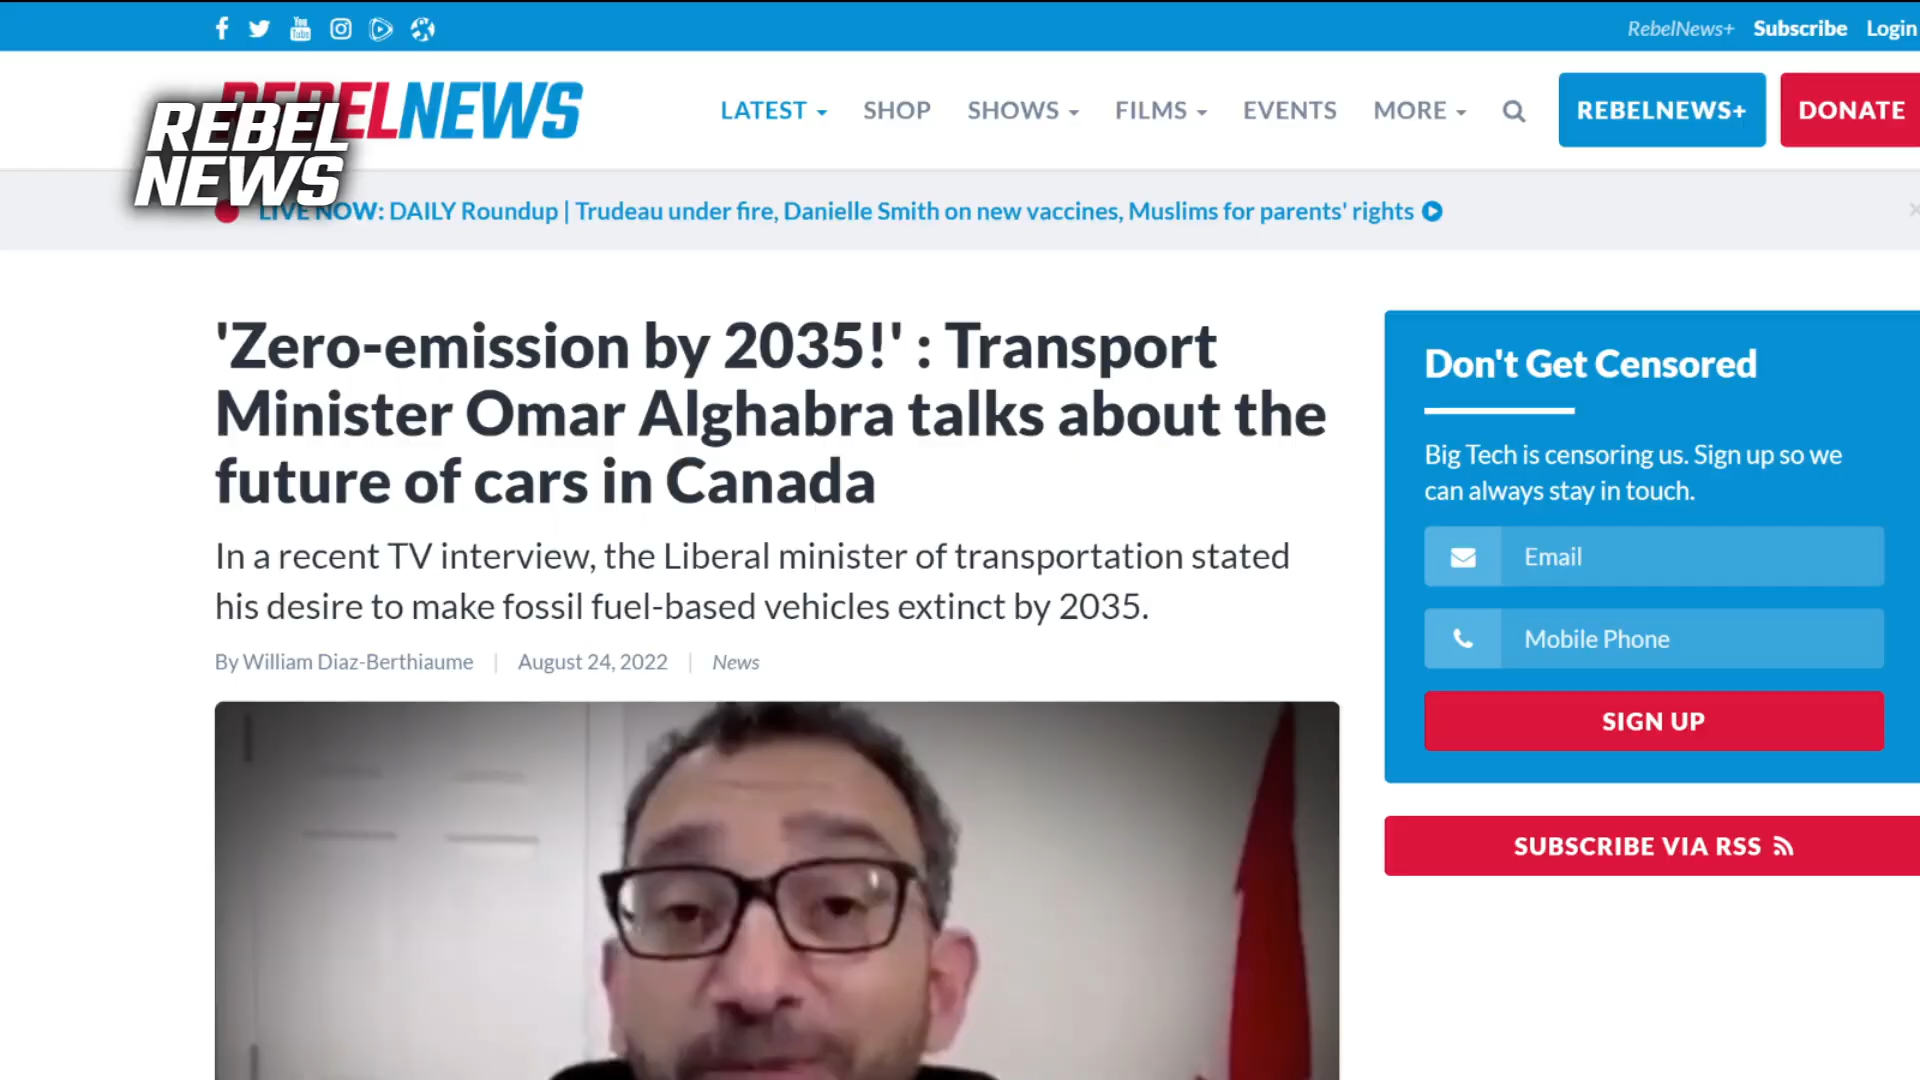 RebelNews+ Subscribe Login
REBELNEWS
LATEST SHOP SHOWS FILMS EVENTS MORE REBELNEWS+ DONATE
REBEL
NEWS
LIVE NOW: DAILY Roundup | Trudeau under fire, Danielle Smith on new vaccines, Muslims for parents' rights
'Zero-emission by 2035!' : Transport
Minister Omar Alghabra talks about the
future of cars in Canada
In a recent TV interview, the Liberal minister of transportation stated
his desire to make fossil fuel-based vehicles extinct by 2035.
By William Diaz-Berthiaume | August 24, 2022 | News
Don't Get Censored
Big Tech is censoring us. Sign up so we
can always stay in touch.
Email
Mobile Phone
SIGN UP
SUBSCRIBE VIA RSS